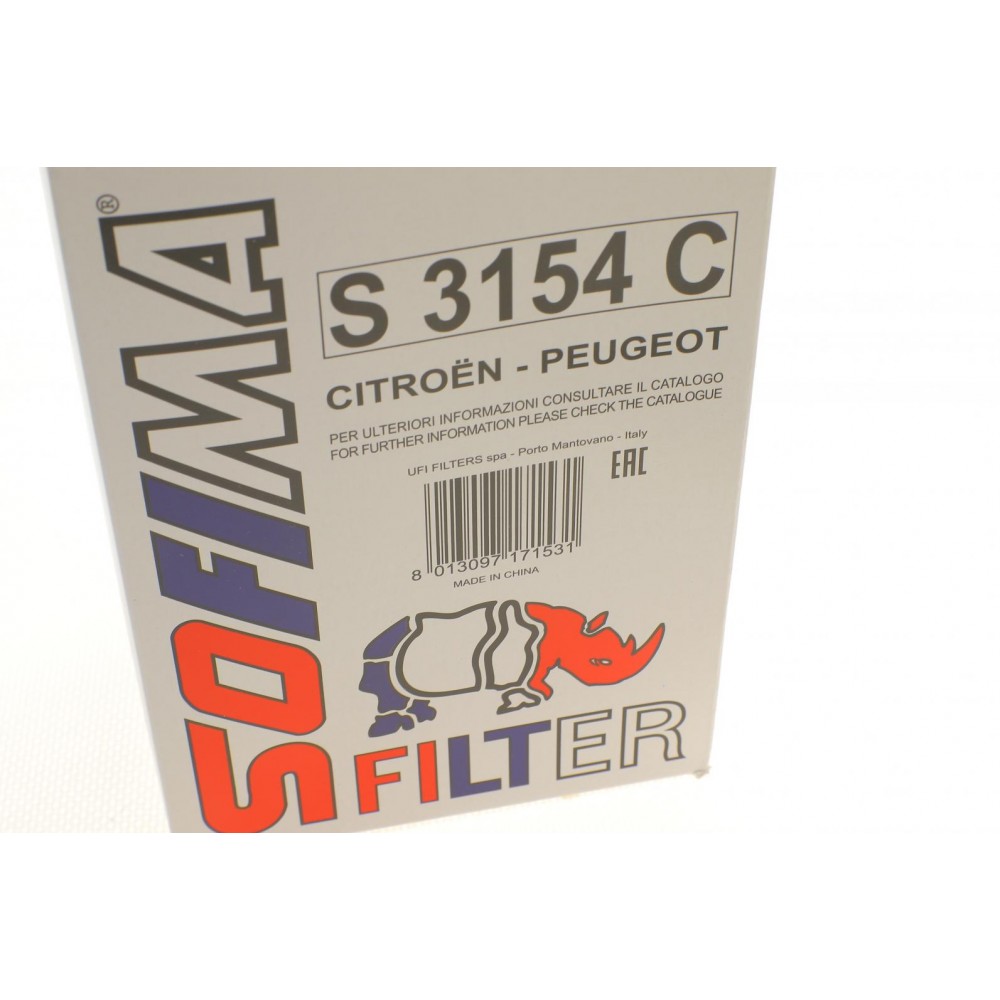 SOFIMA®
S 3154 C
CITROËN - PEUGEOT
PER ULTERIORI INFORMAZIONI CONSULTARE IL CATALOGO
FOR FURTHER INFORMATION PLEASE CHECK THE CATALOGUE
UFI FILTERS spa - Porto Mantovano - Italy
EAC
8 013097 171531
MADE IN CHINA
FILTER